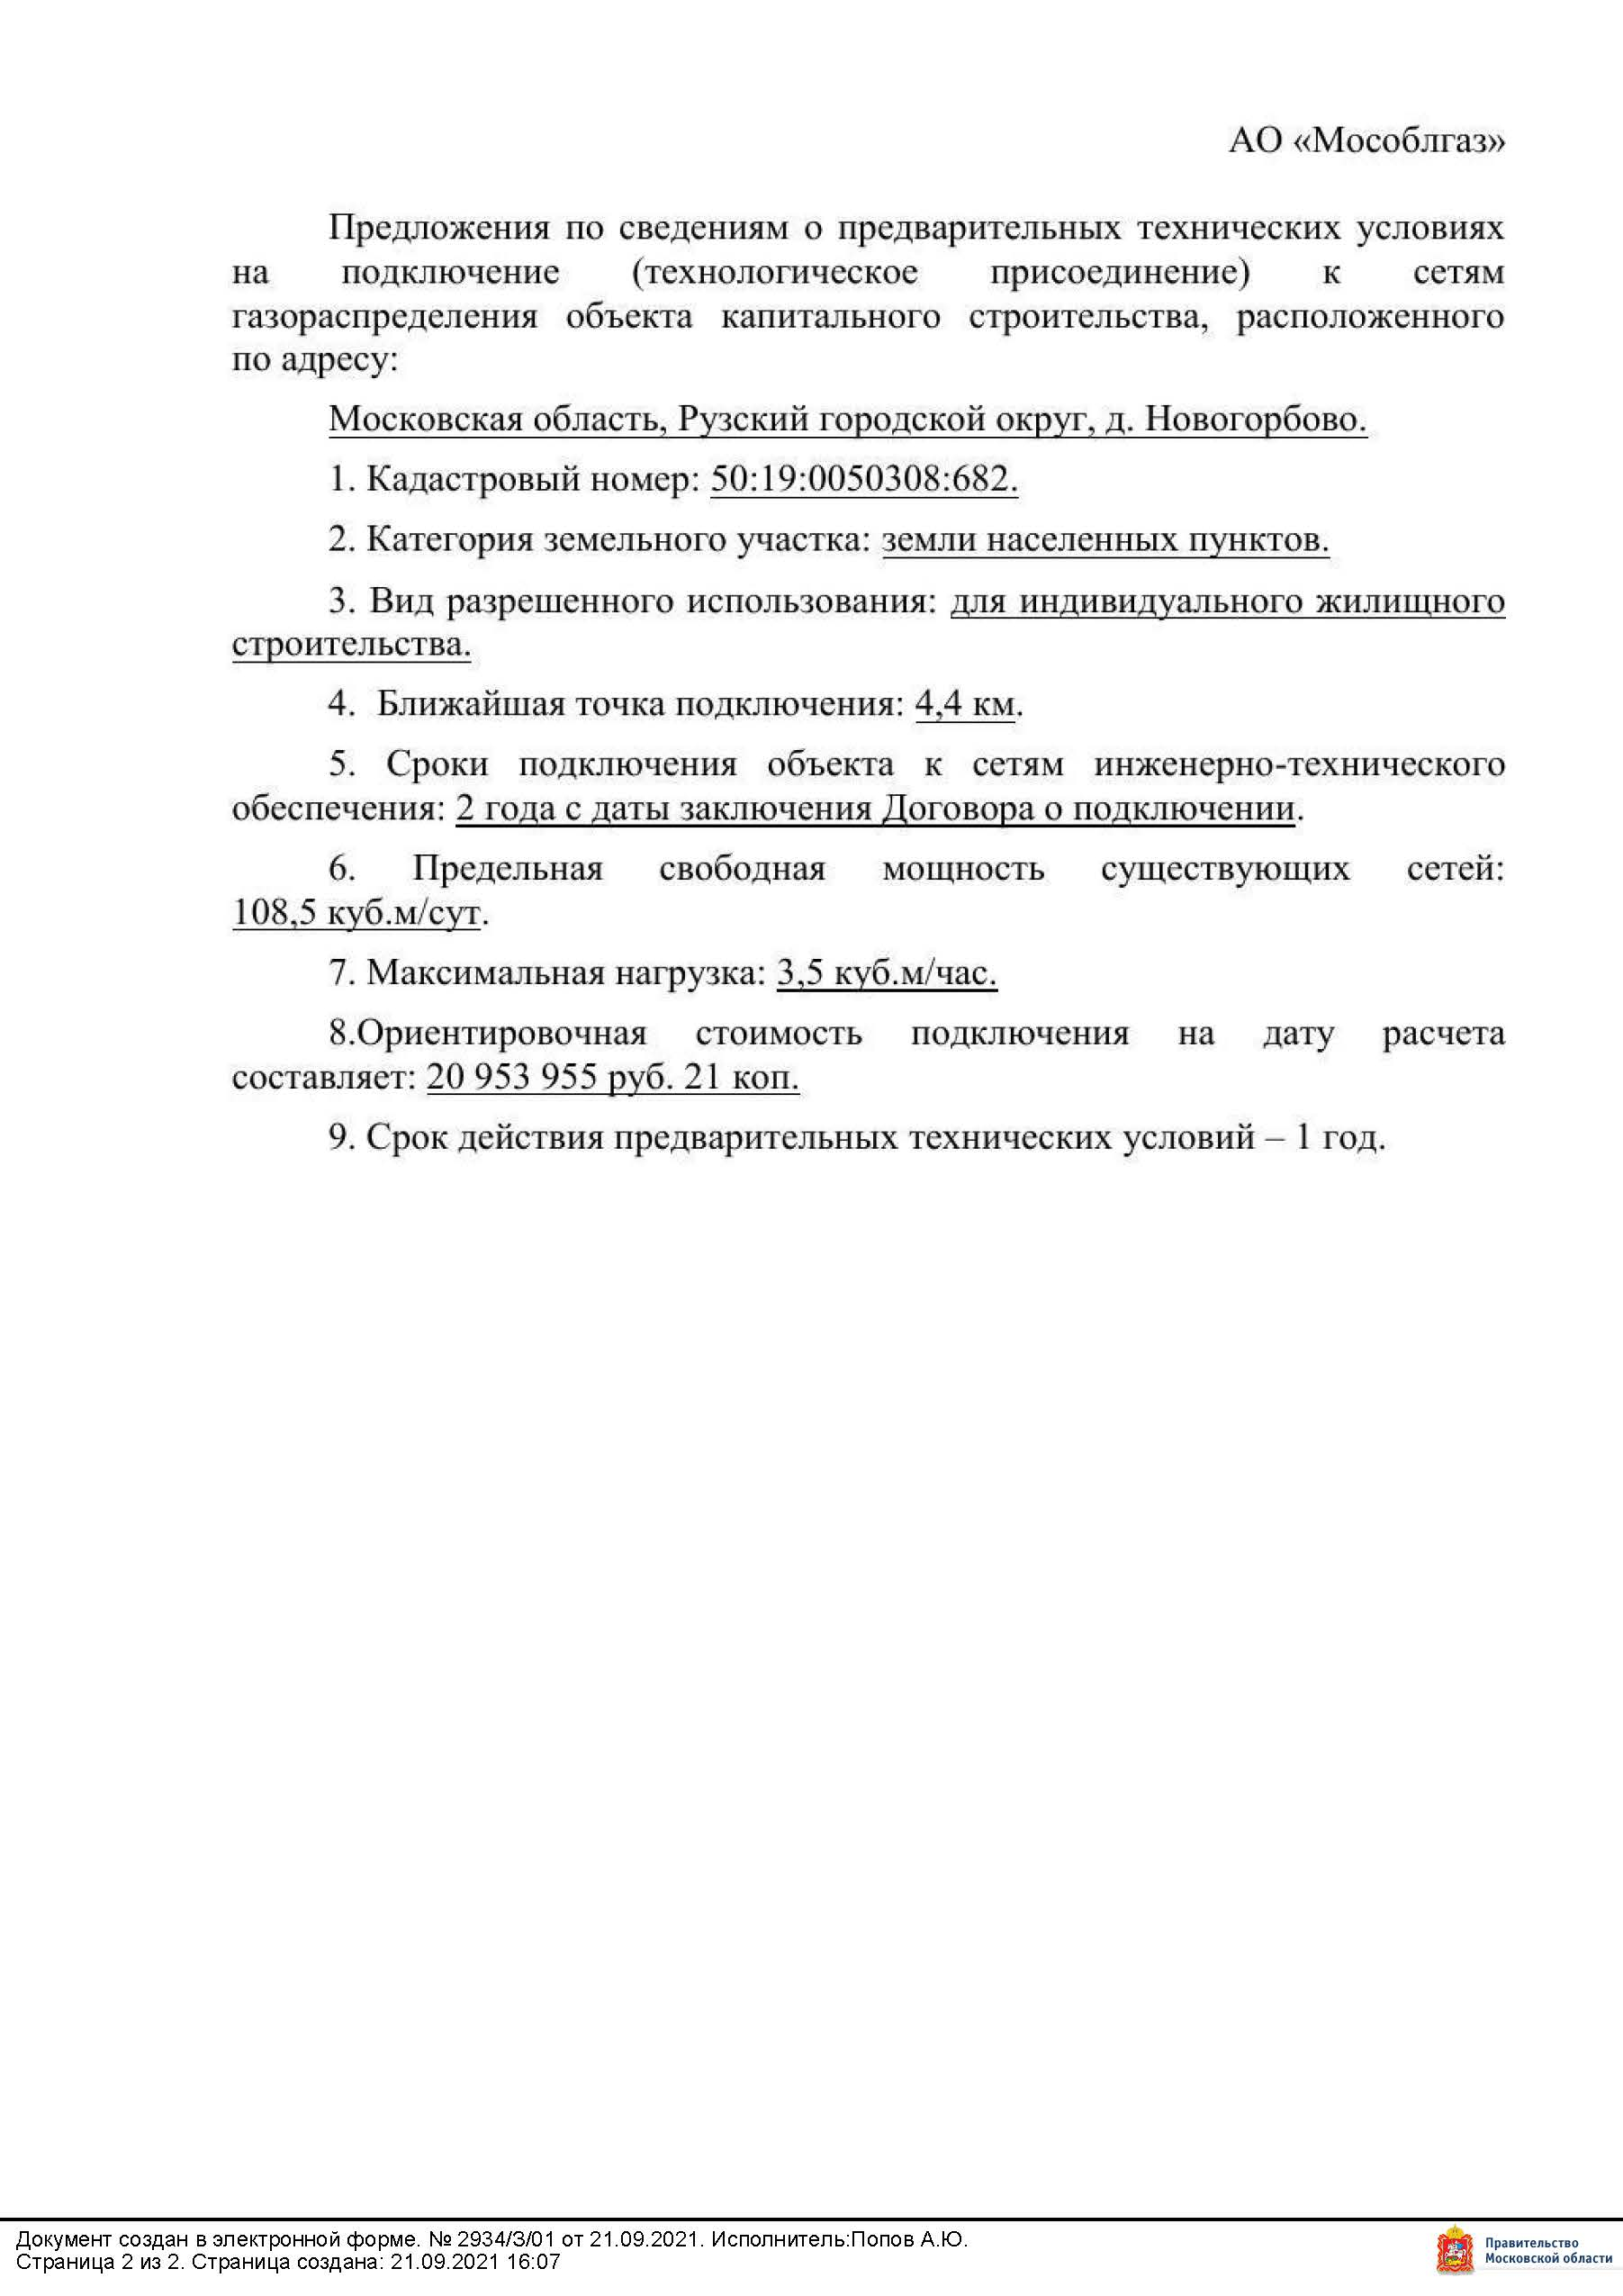 АО «Мособлгаз»
Предложения по сведениям о предварительных технических условиях
на подключение (технологическое присоединение) к сетям
газораспределения объекта капитального строительства, расположенного
по адресу:
Московская область, Рузский городской округ, д. Новогорбово.
1. Кадастровый номер: 50:19:0050308:682.
2. Категория земельного участка: земли населенных пунктов.
3. Вид разрешенного использования: для индивидуального жилищного
строительства.
4. Ближайшая точка подключения: 4,4 км.
5. Сроки подключения объекта к сетям инженерно-технического
обеспечения: 2 года с даты заключения Договора о подключении.
6. Предельная свободная мощность существующих сетей:
108,5 куб.м/сут.
7. Максимальная нагрузка: 3,5 куб.м/час.
8.Ориентировочная стоимость подключения на дату расчета
составляет: 20 953 955 руб. 21 коп.
9. Срок действия предварительных технических условий – 1 год.
Документ создан в электронной форме. № 2934/3/01 от 21.09.2021. Исполнитель:Попов А.Ю.
Страница 2 из 2. Страница создана: 21.09.2021 16:07
Правительство
Московской области